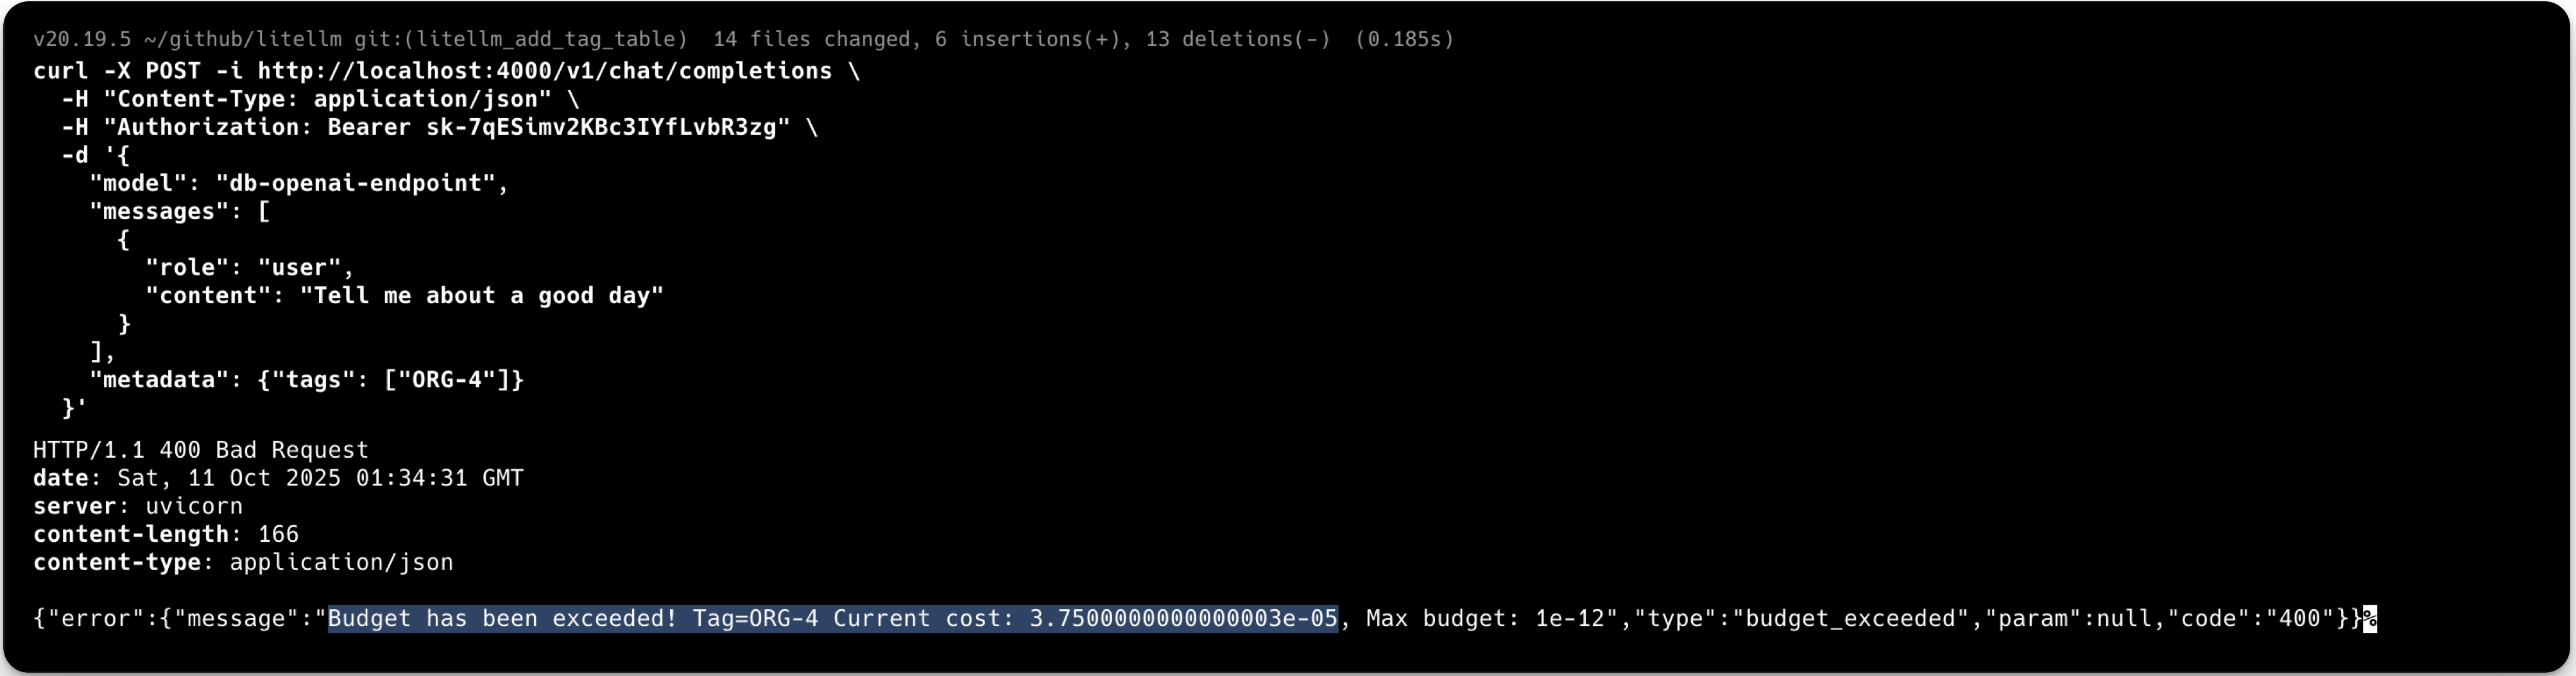 v20.19.5 ~/github/litellm git:(litellm_add_tag_table)  14 files changed, 6 insertions(+), 13 deletions(-)  (0.185s)
curl -X POST -i http://localhost:4000/v1/chat/completions \
  -H "Content-Type: application/json" \
  -H "Authorization: Bearer sk-7qESimv2KBc3IYfLvbR3zg" \
  -d '{
    "model": "db-openai-endpoint",
    "messages": [
      {
        "role": "user",
        "content": "Tell me about a good day"
      }
    ],
    "metadata": {"tags": ["ORG-4"]}
  }'
HTTP/1.1 400 Bad Request
date: Sat, 11 Oct 2025 01:34:31 GMT
server: uvicorn
content-length: 166
content-type: application/json
{"error":{"message":"Budget has been exceeded! Tag=ORG-4 Current cost: 3.7500000000000003e-05, Max budget: 1e-12","type":"budget_exceeded","param":null,"code":"400"}}%